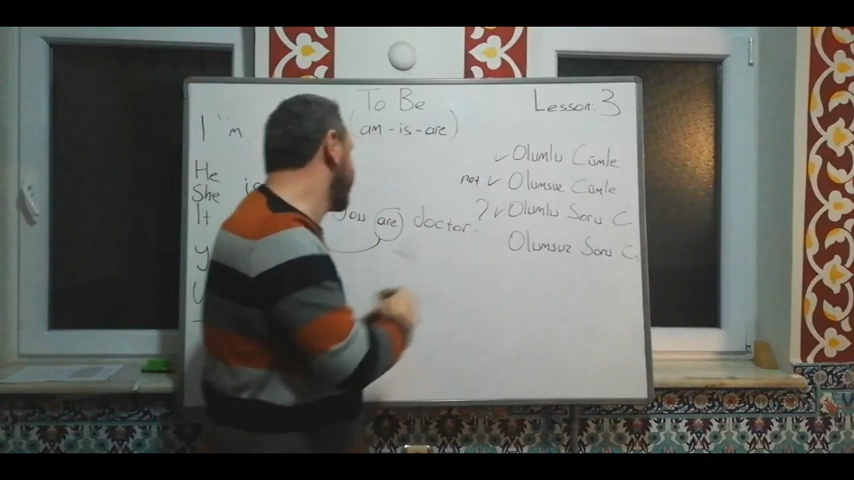 To Be
Lesson: 3
I'm
(am-is-are)
✓ Olumlu Cümle
not ✓ Olumsuz Cümle
? ✓ Olumlu Soru C.
Olumsuz Soru C.
He
She
It
is
You are doctor.